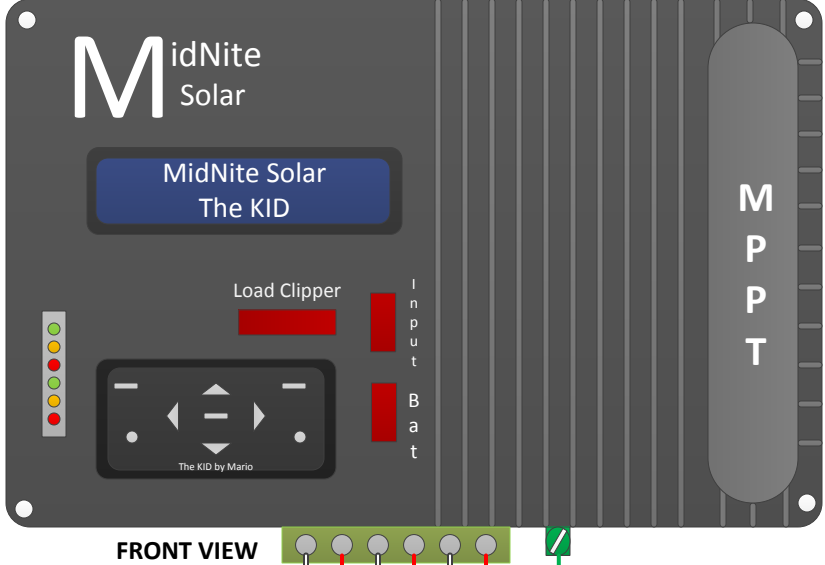 MidNite
Solar
MidNite Solar
The KID
Load Clipper
Input
Bat
The KID by Mario
MPPT
FRONT VIEW